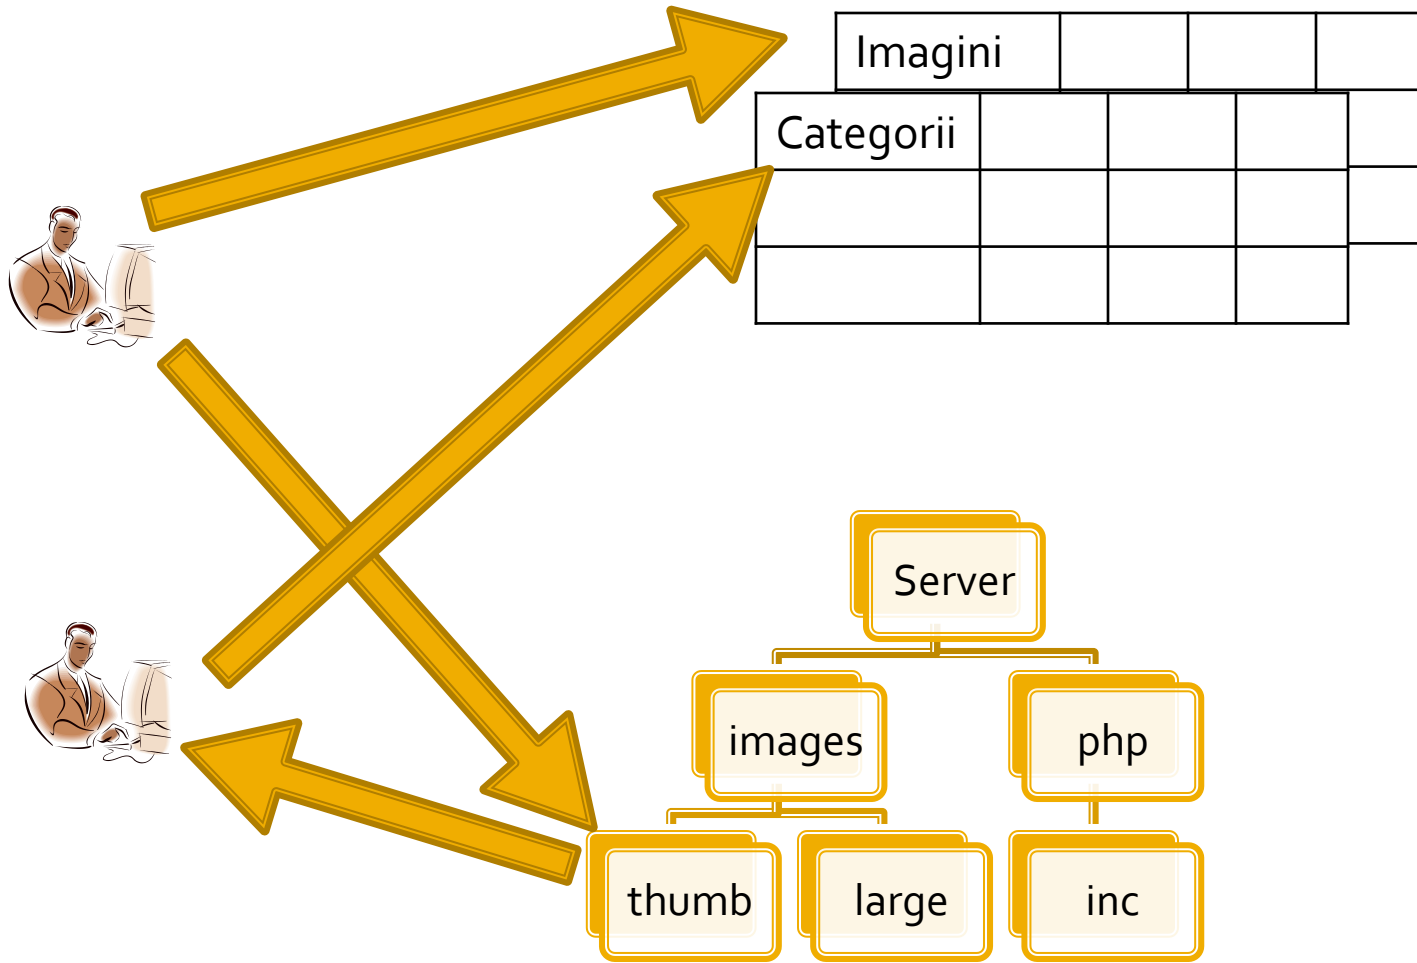 Imagini
Categorii
Server
images
php
thumb
large
inc